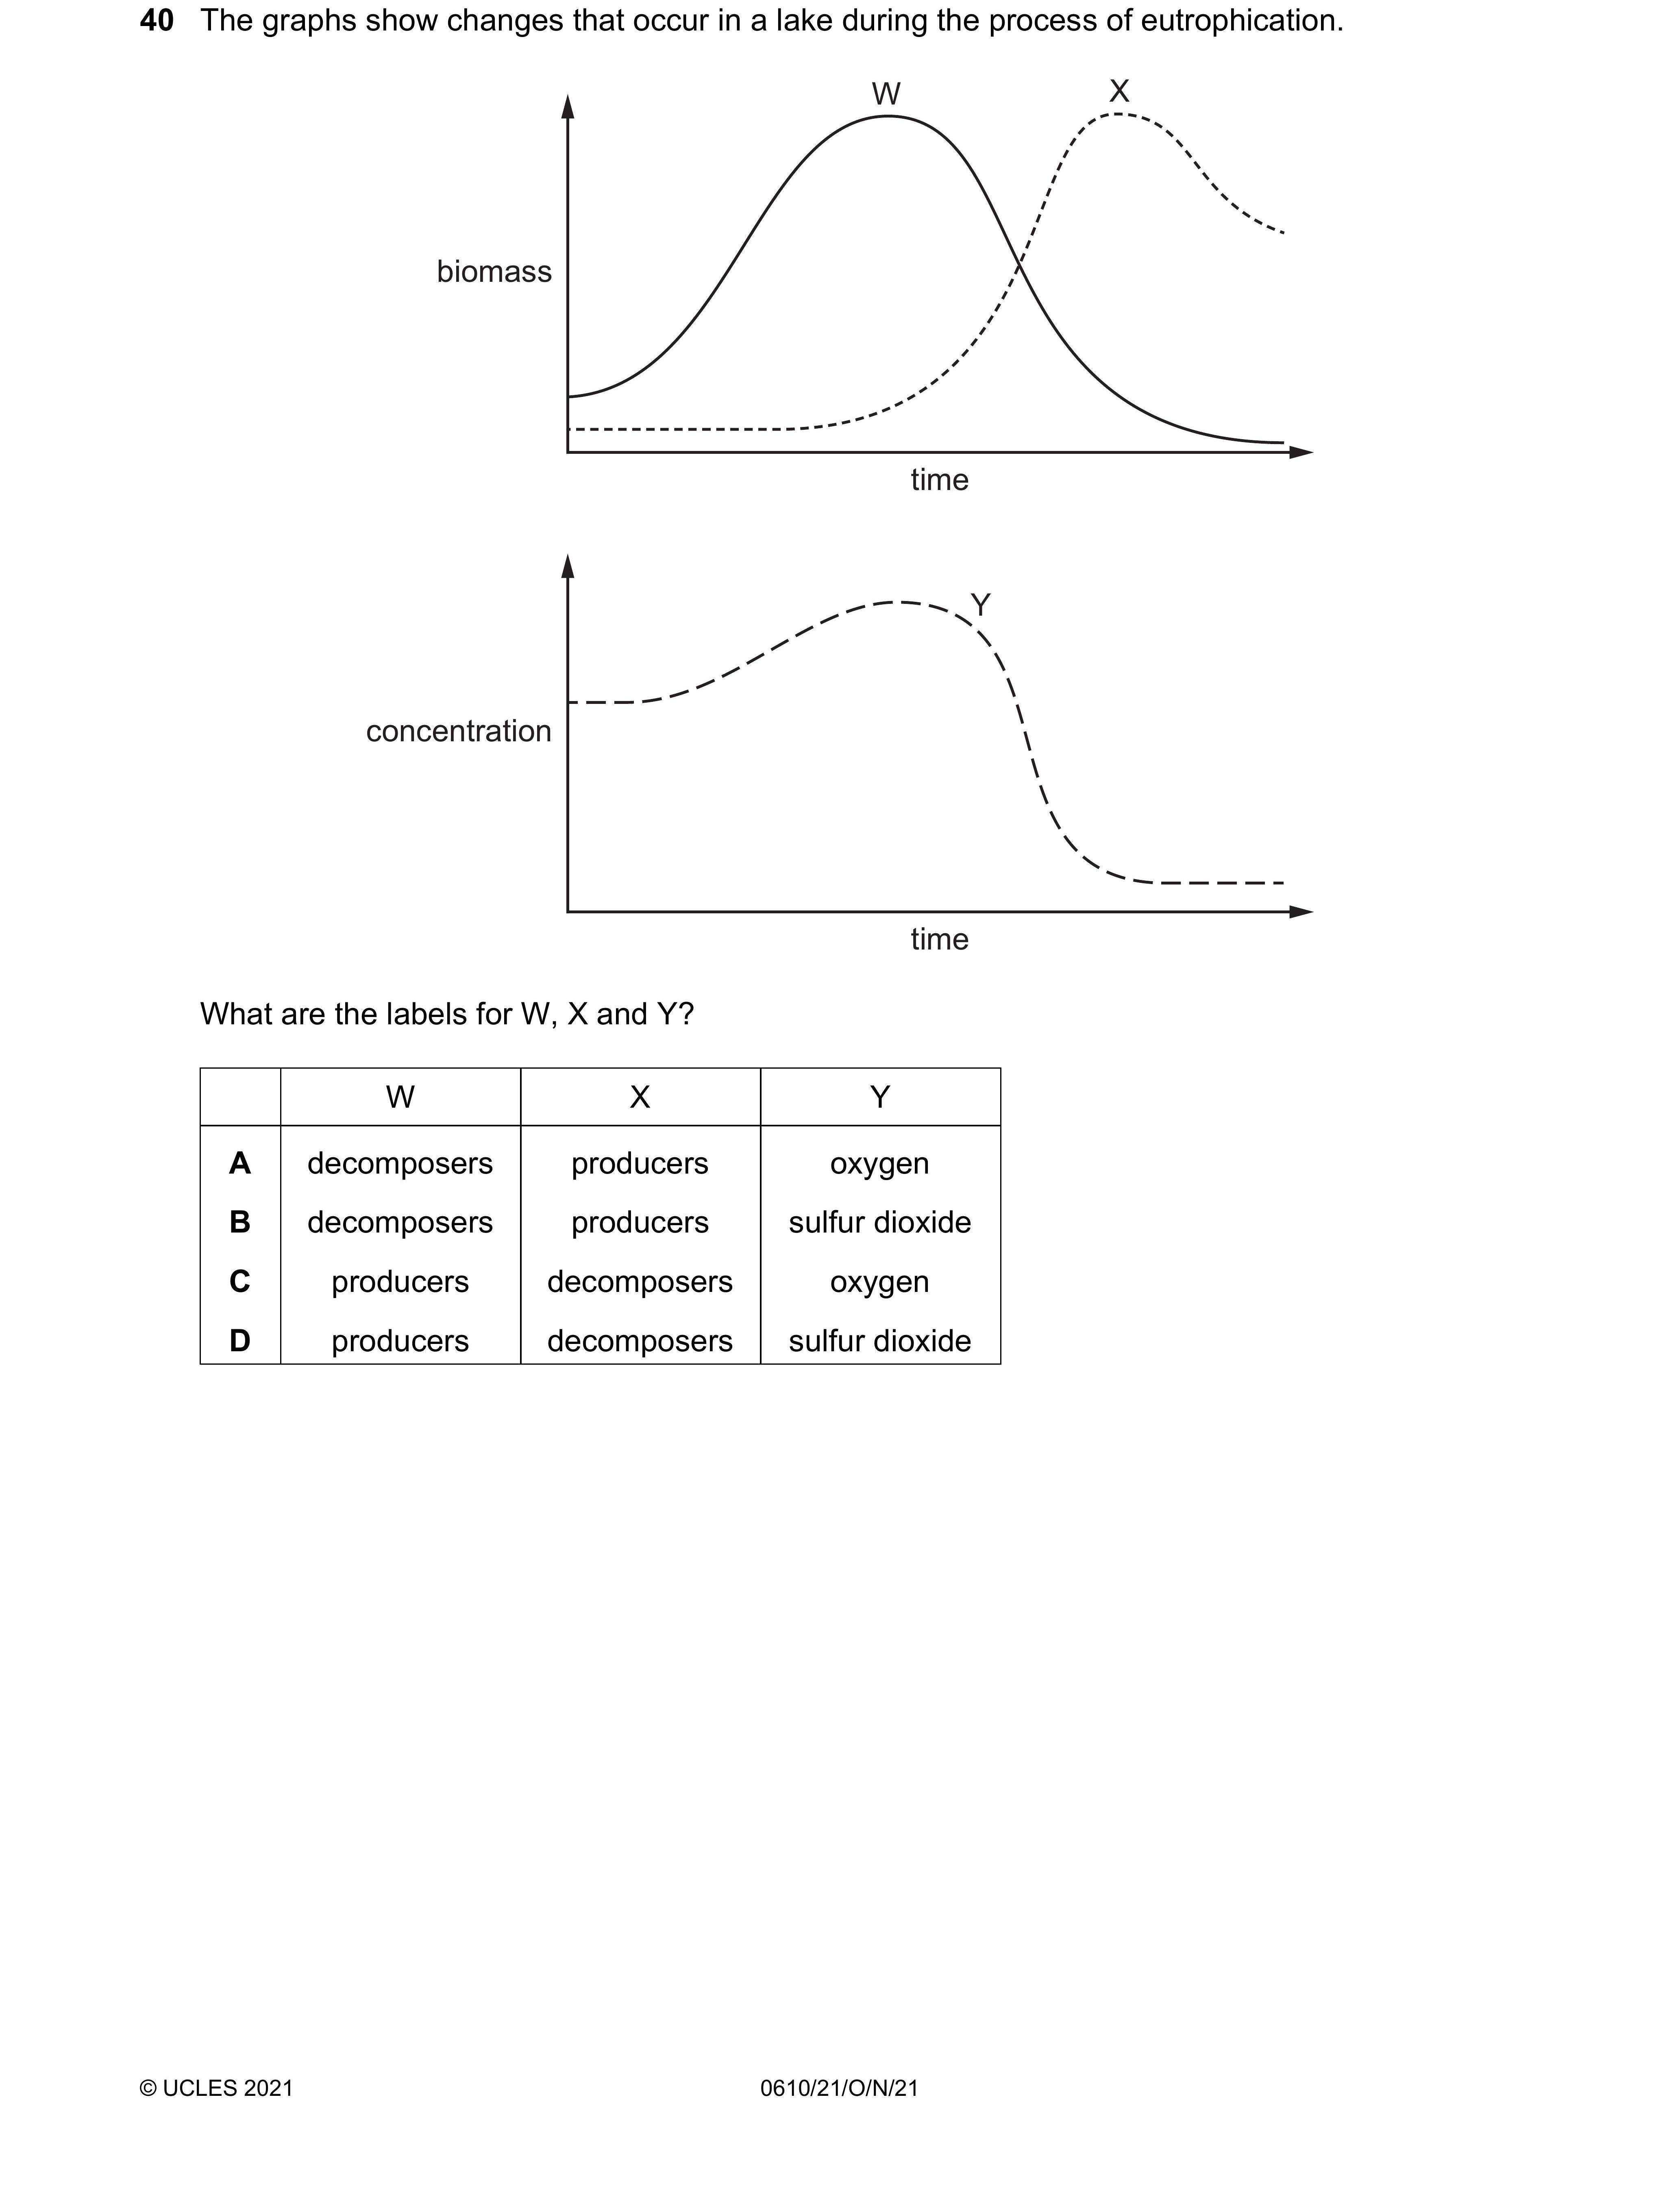 40 The graphs show changes that occur in a lake during the process of eutrophication.
W
X
biomass
time
Y
concentration
time
What are the labels for W, X and Y?
W X Y
A decomposers producers oxygen
B decomposers producers sulfur dioxide
C producers decomposers oxygen
D producers decomposers sulfur dioxide
© UCLES 2021 0610/21/O/N/21